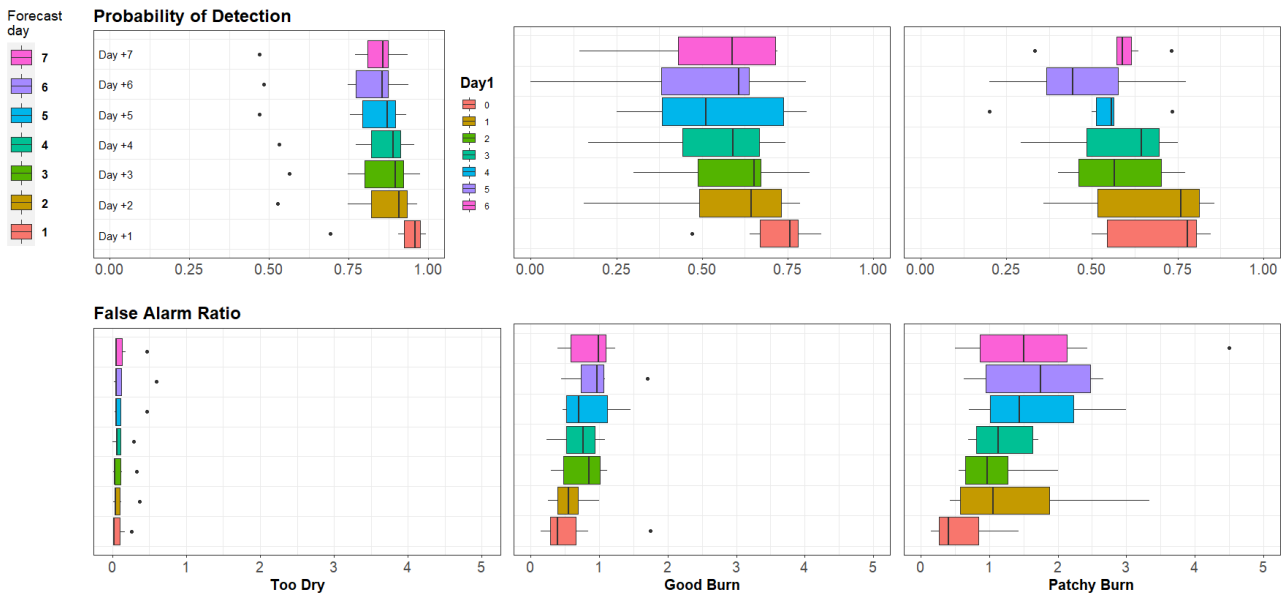 Forecast
day
7
6
5
4
3
2
1
Probability of Detection
Day +7
Day +6
Day +5
Day +4
Day +3
Day +2
Day +1
0.00 0.25 0.50 0.75 1.00
Day1
0
1
2
3
4
5
6
0.00 0.25 0.50 0.75 1.00
0.00 0.25 0.50 0.75 1.00
False Alarm Ratio
0 1 2 3 4 5
Too Dry
0 1 2 3 4 5
Good Burn
0 1 2 3 4 5
Patchy Burn